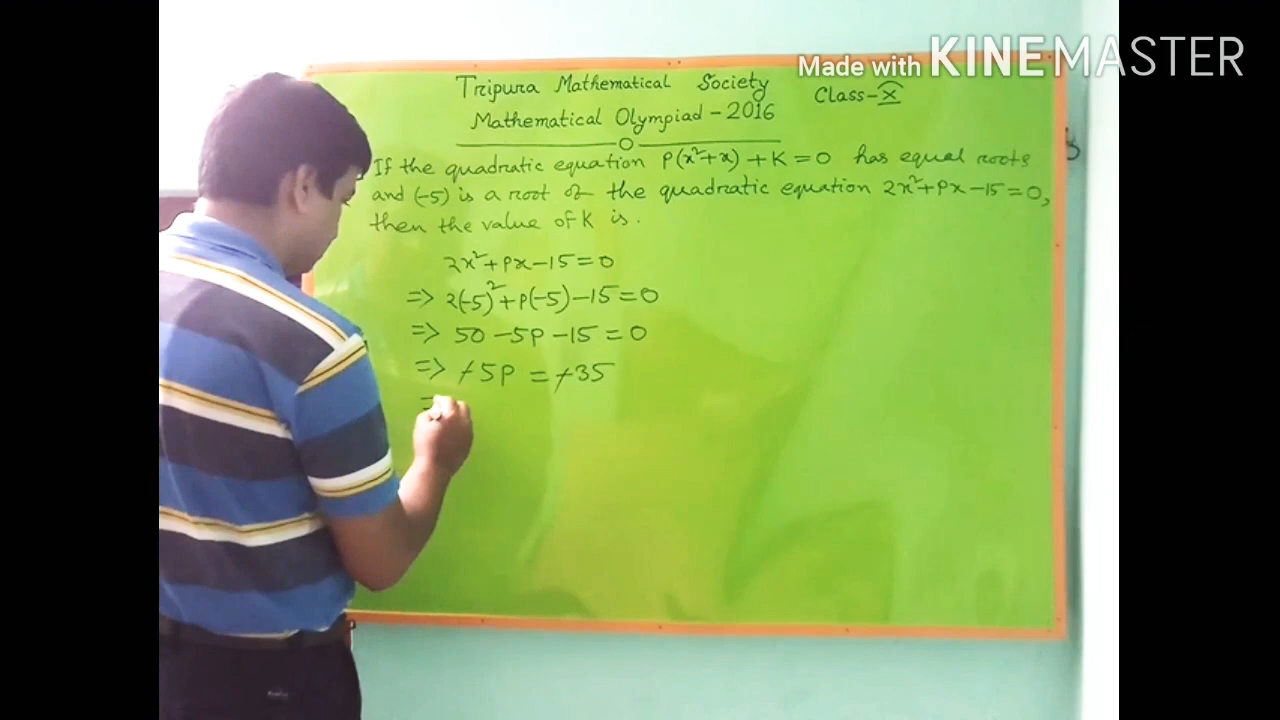 Made with KINEMASTER
Tripura Mathematical Society Class-X
Mathematical Olympiad - 2016
If the quadratic equation P(x²+x) + K = 0 has equal roots
and (-5) is a root of the quadratic equation 2x²+Px-15=0,
then the value of K is.
2x²+Px-15=0
=> 2(-5)²+P(-5)-15=0
=> 50-5P-15=0
=> -5P = -35
=